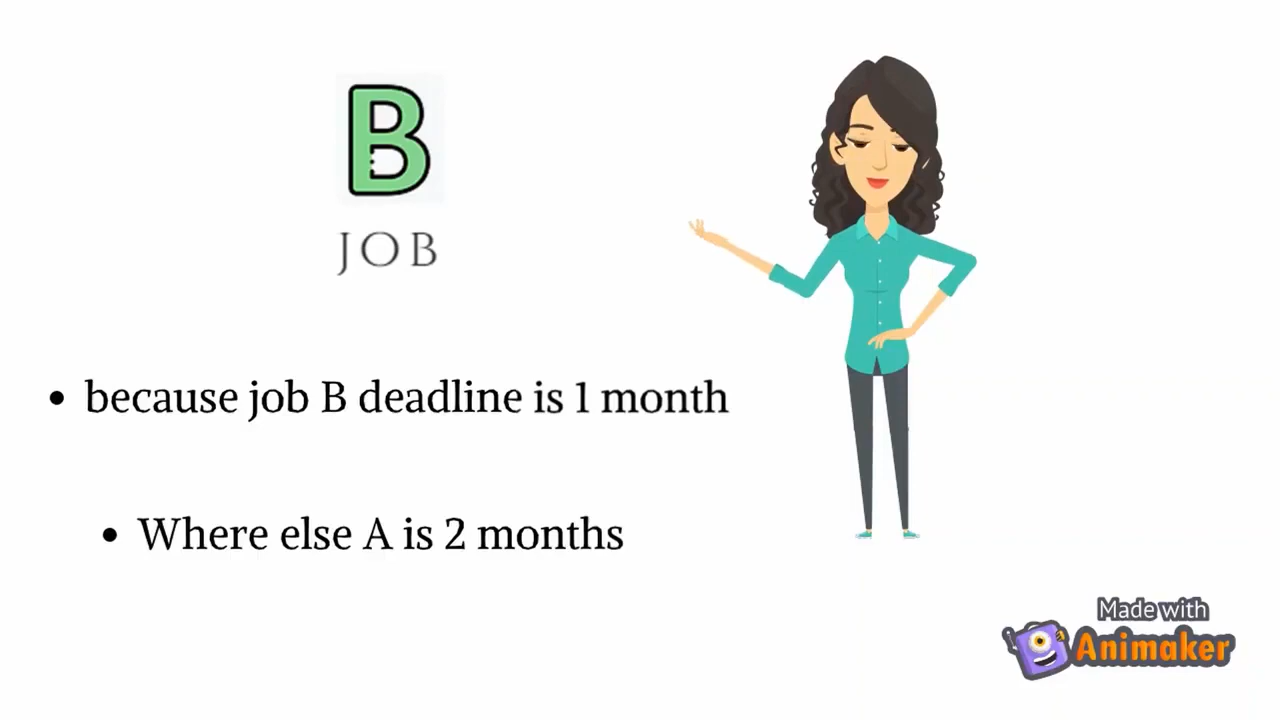 B
JOB
• because job B deadline is 1 month
• Where else A is 2 months
Made with
Animaker